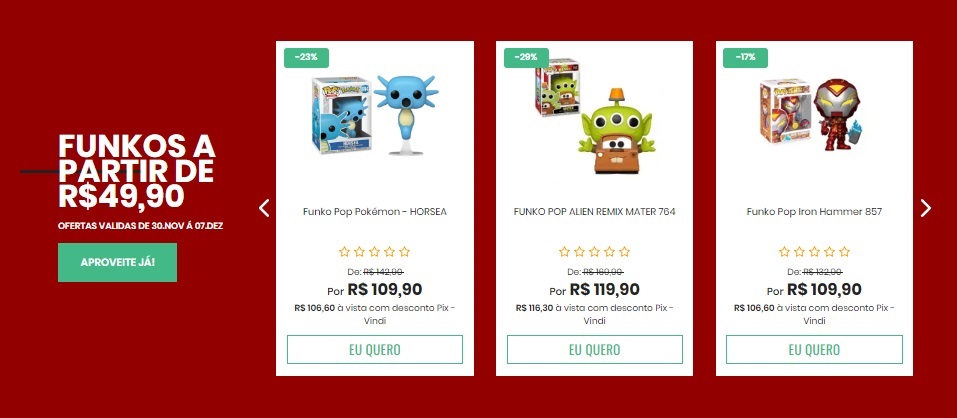 FUNKOS A
PARTIR DE
R$49,90
OFERTAS VALIDAS DE 30.NOV Á 07.DEZ
APROVEITE JÁ!
-23%
Funko Pop Pokémon - HORSEA
De: R$ 142,90
Por R$ 109,90
R$ 106,60 à vista com desconto Pix -
Vindi
EU QUERO
-29%
FUNKO POP ALIEN REMIX MATER 764
De: R$ 169,90
Por R$ 119,90
R$ 116,30 à vista com desconto Pix -
Vindi
EU QUERO
-17%
Funko Pop Iron Hammer 857
De: R$ 132,90
Por R$ 109,90
R$ 106,60 à vista com desconto Pix -
Vindi
EU QUERO